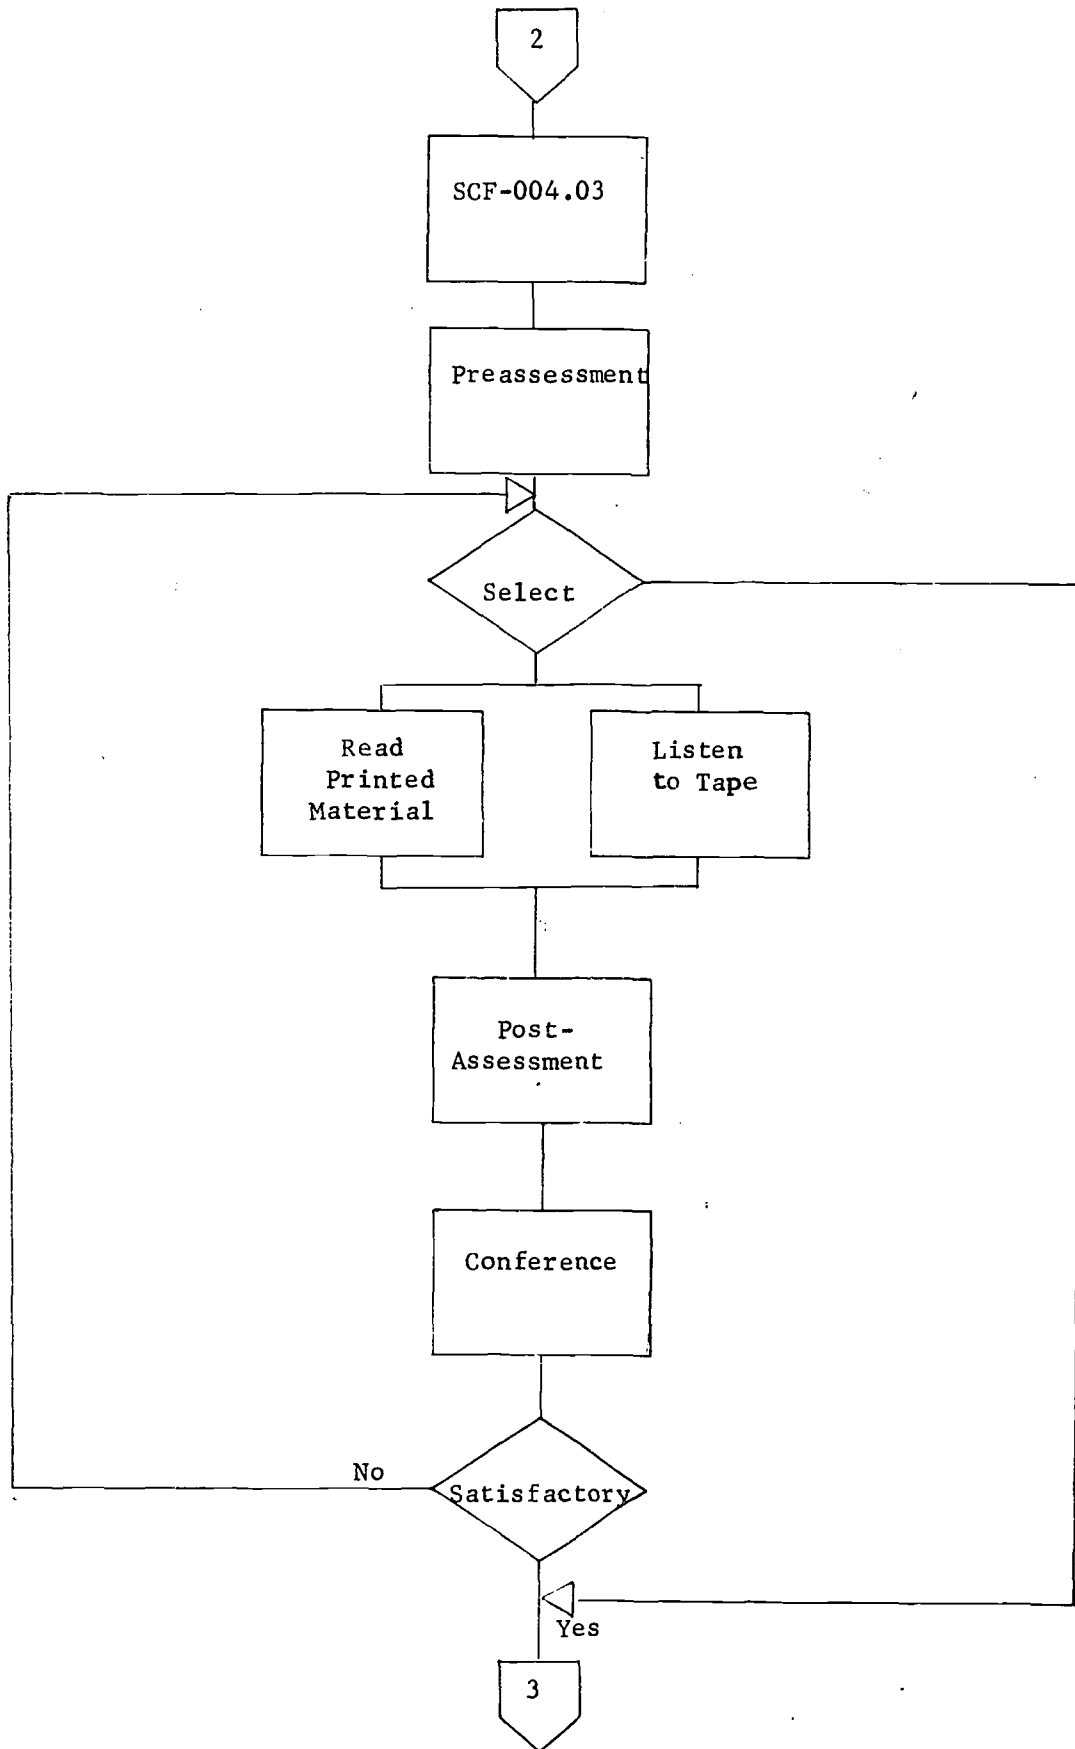 2
SCF-004.03
Preassessment
Select
Read
Printed
Material
Listen
to Tape
Post-
Assessment
Conference
No
Satisfactory
Yes
3